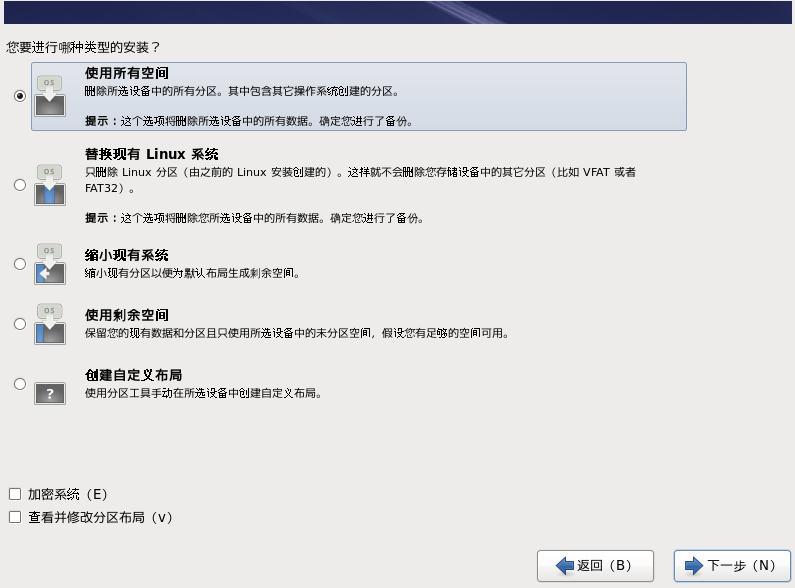 您要进行哪种类型的安装？
OS
使用所有空间
删除所选设备中的所有分区。其中包含其它操作系统创建的分区。
提示：这个选项将删除所选设备中的所有数据。确定您进行了备份。
OS
替换现有 Linux 系统
只删除 Linux 分区（由之前的 Linux 安装创建的）。这样就不会删除您存储设备中的其它分区（比如 VFAT 或者
FAT32）。
提示：这个选项将删除您所选设备中的所有数据。确定您进行了备份。
OS
缩小现有系统
缩小现有分区以便为默认布局生成剩余空间。
OS
使用剩余空间
保留您的现有数据和分区且只使用所选设备中的未分区空间，假设您有足够的空间可用。
?
创建自定义布局
使用分区工具手动在所选设备中创建自定义布局。
加密系统（E）
查看并修改分区布局（v）
返回（B）
下一步（N）